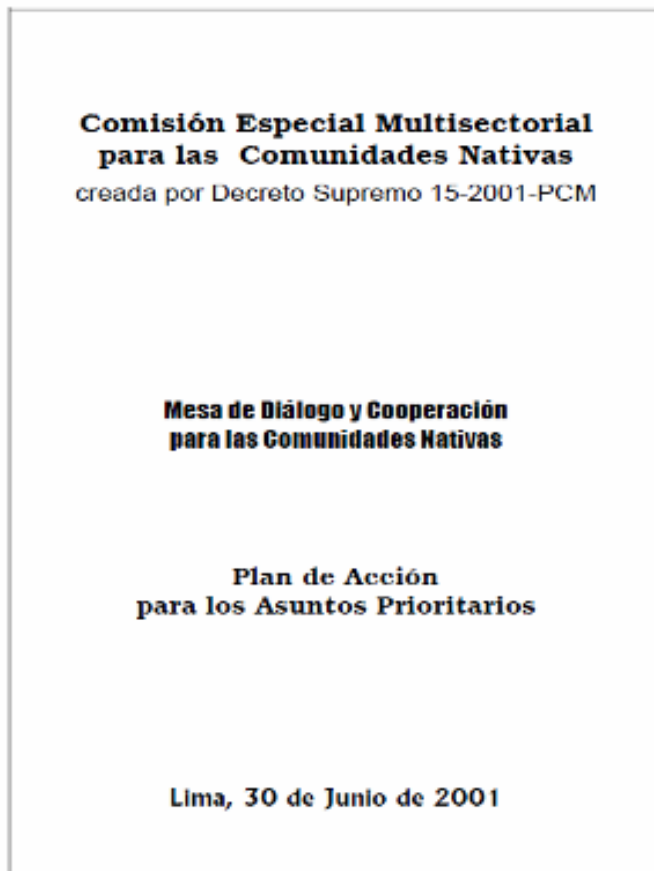 Comisión Especial Multisectorial
para las Comunidades Nativas
creada por Decreto Supremo 15-2001-PCM
Mesa de Diálogo y Cooperación
para las Comunidades Nativas
Plan de Acción
para los Asuntos Prioritarios
Lima, 30 de Junio de 2001